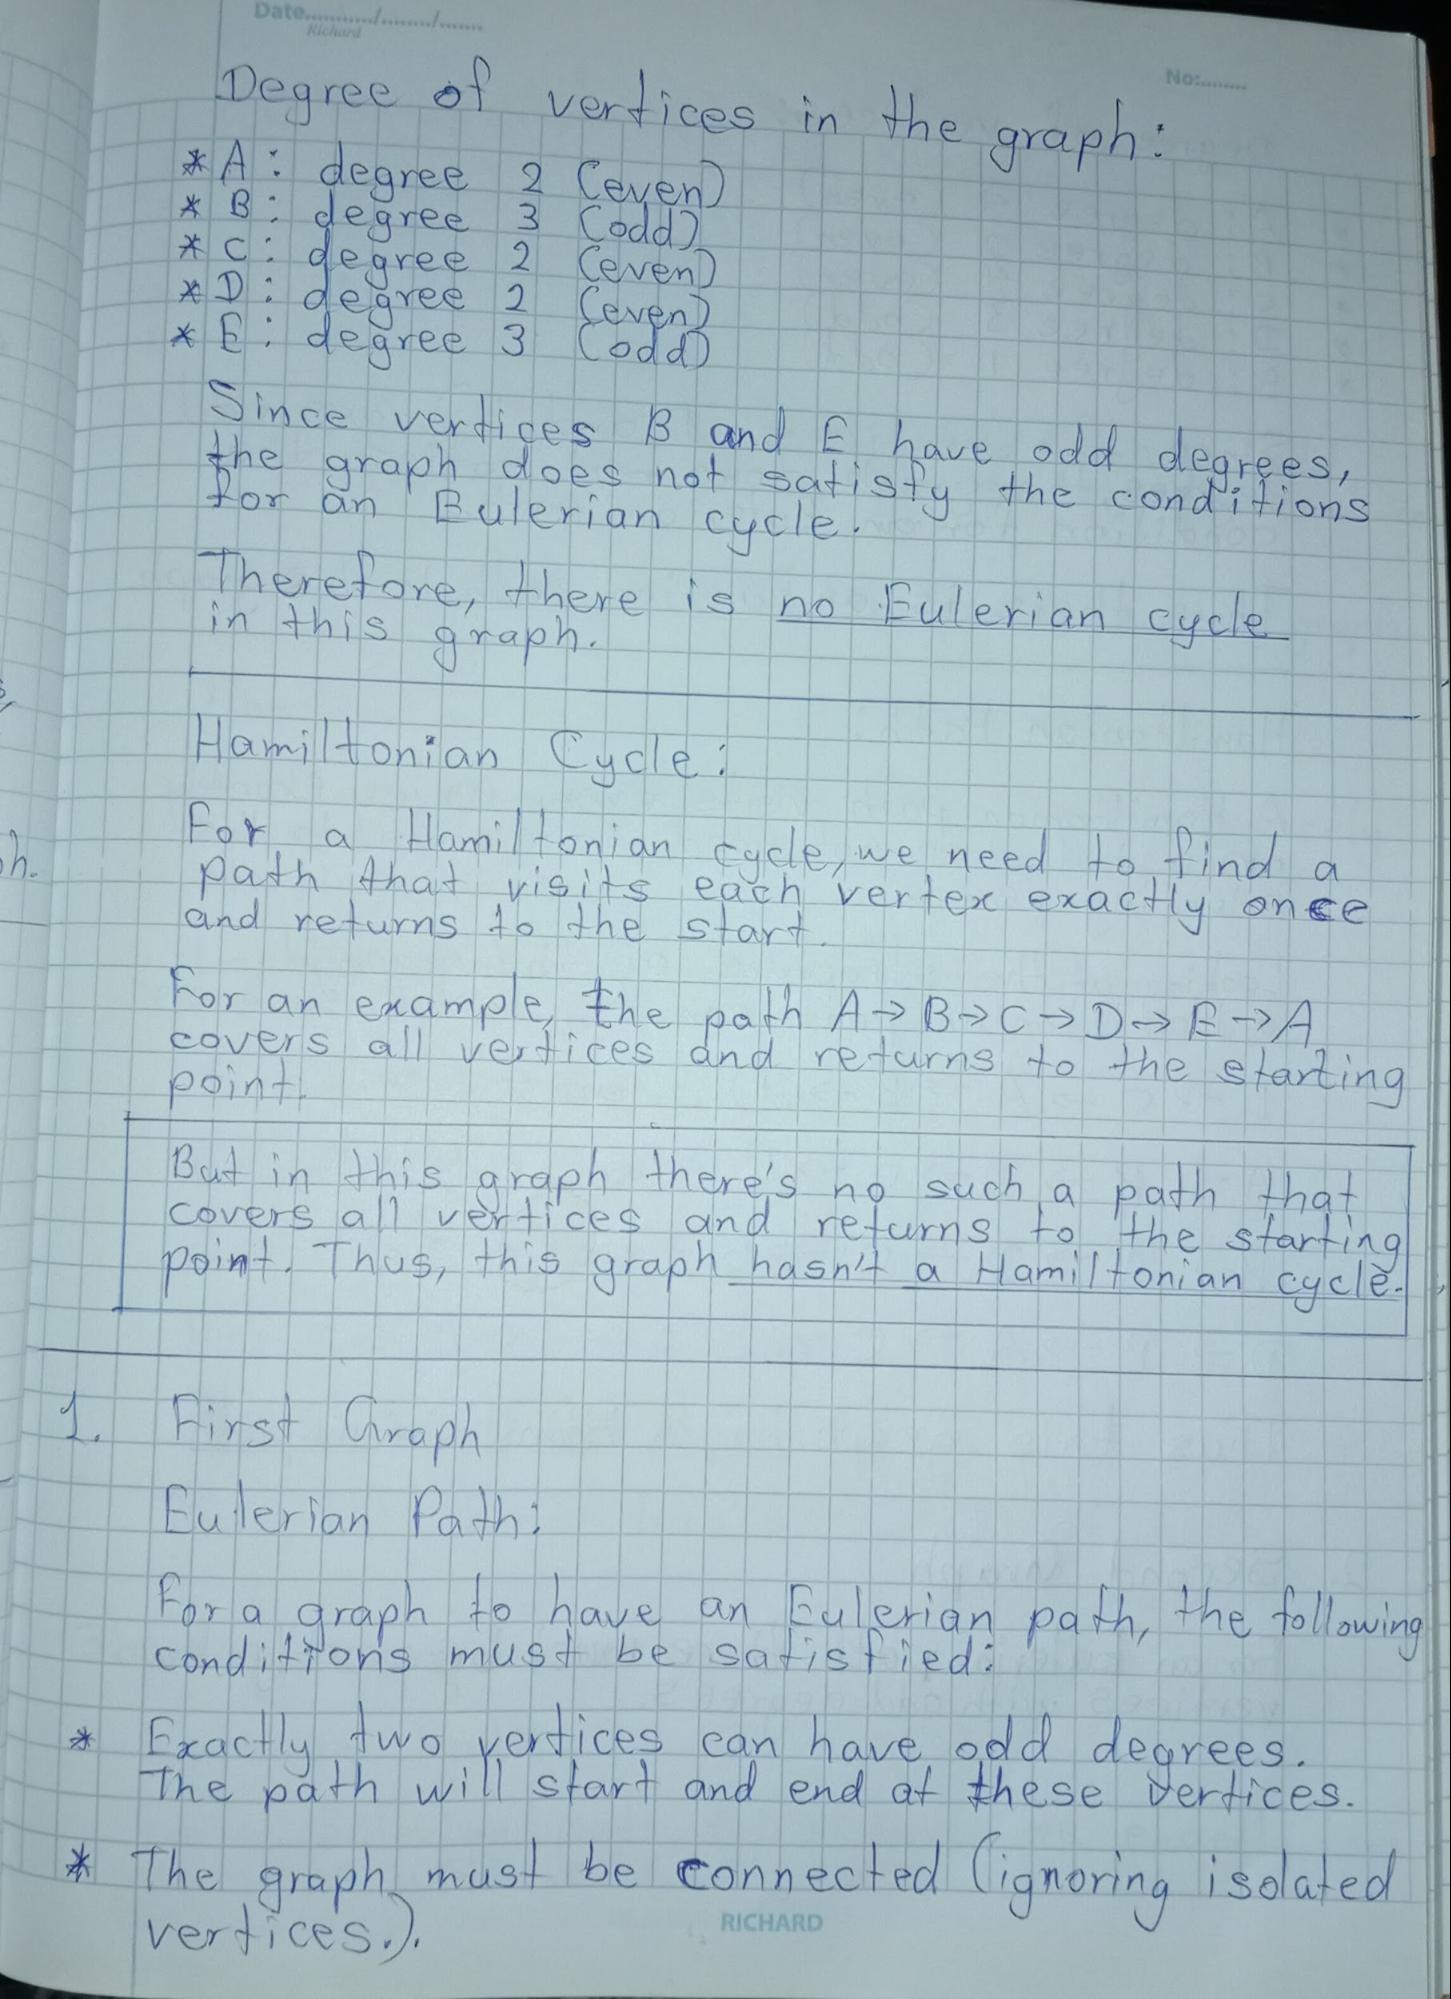 Date.........../......../.......
Richard
No:........
Degree of vertices in the graph:
* A: degree 2 (even)
* B: degree 3 (odd)
* C: degree 2 (even)
* D: degree 2 (even)
* E: degree 3 (odd)
Since vertices B and E have odd degrees,
the graph does not satisfy the conditions
for an Eulerian cycle.
Therefore, there is no Eulerian cycle
in this graph.
Hamiltonian Cycle:
For a Hamiltonian cycle, we need to find a
path that visits each vertex exactly once
and returns to the start.
For an example, the path A→B→C→D→E→A
covers all vertices and returns to the starting
point.
But in this graph there's no such a path that
covers all vertices and returns to the starting
point. Thus, this graph hasn't a Hamiltonian cycle.
1. First Graph
Eulerian Path:
For a graph to have an Eulerian path, the following
conditions must be satisfied:
* Exactly two vertices can have odd degrees.
The path will start and end at these vertices.
* The graph must be connected (ignoring isolated
vertices.).
RICHARD